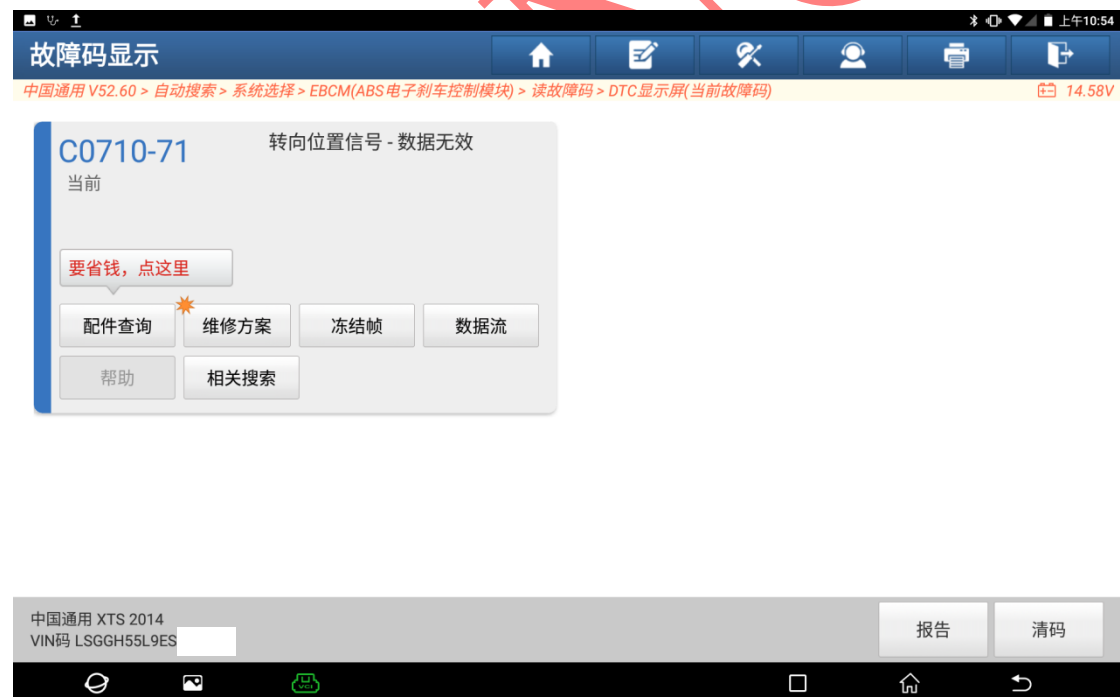 上午10:54
故障码显示
中国通用 V52.60 > 自动搜索 > 系统选择 > EBCM(ABS电子刹车控制模块) > 读故障码 > DTC显示屏(当前故障码)
14.58V
C0710-71
转向位置信号 - 数据无效
当前
要省钱，点这里
配件查询
维修方案
冻结帧
数据流
帮助
相关搜索
中国通用 XTS 2014
VIN码 LSGGH55L9ES
报告
清码
VCI